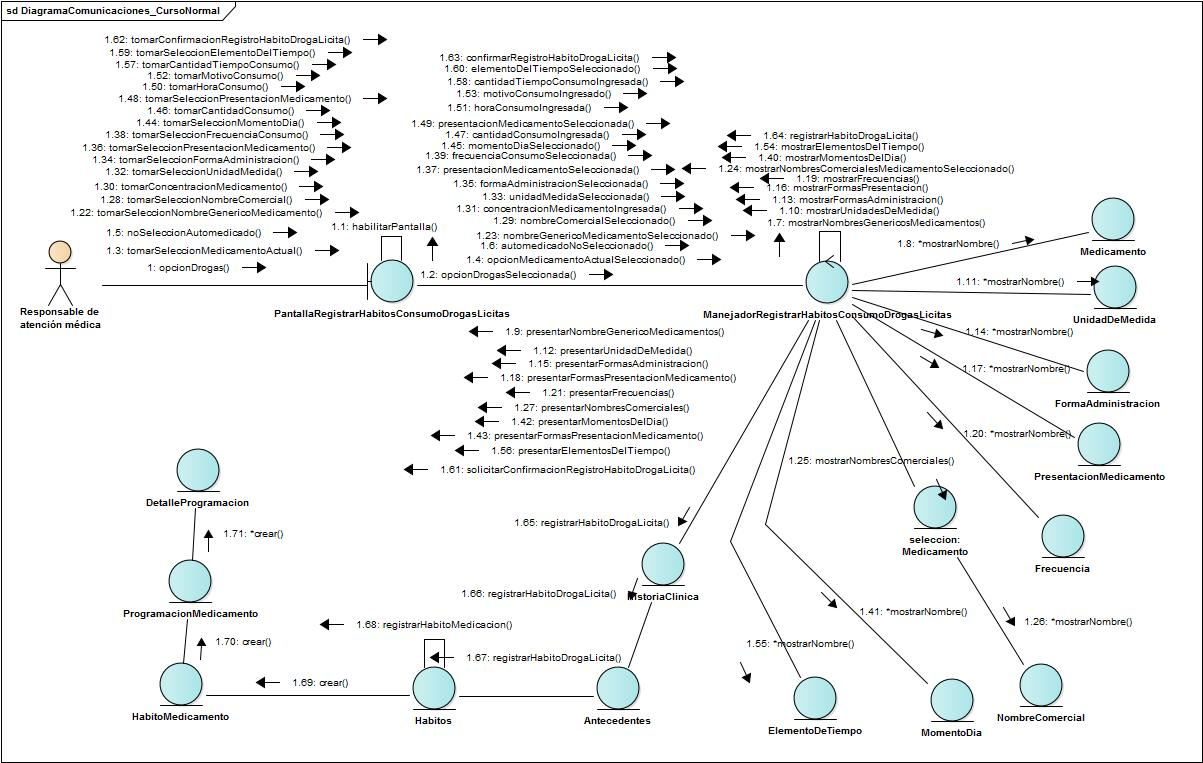 sd DiagramaComunicaciones_CursoNormal
1.62: tomarConfirmacionRegistroHabitoDrogaLicita()
1.59: tomarSeleccionElementoDelTiempo()
1.57: tomarCantidadTiempoConsumo()
1.52: tomarMotivoConsumo()
1.50: tomarHoraConsumo()
1.48: tomarSeleccionPresentacionMedicamento()
1.46: tomarCantidadConsumo()
1.44: tomarSeleccionMomentoDia()
1.38: tomarSeleccionFrecuenciaConsumo()
1.36: tomarSeleccionPresentacionMedicamento()
1.34: tomarSeleccionFormaAdministracion()
1.32: tomarSeleccionUnidadMedida()
1.30: tomarConcentracionMedicamento()
1.28: tomarSeleccionNombreComercial()
1.22: tomarSeleccionNombreGenericoMedicamento()
1.5: noSeleccionAutomedicado()
1.3: tomarSeleccionMedicamentoActual()
1: opcionDrogas()
Responsable de
atención médica
1.1: habilitarPantalla()
PantallaRegistrarHabitosConsumoDrogasLicitas
1.63: confirmarRegistroHabitoDrogaLicita()
1.60: elementoDelTiempoSeleccionado()
1.58: cantidadTiempoConsumoIngresada()
1.53: motivoConsumoIngresado()
1.51: horaConsumoIngresada()
1.49: presentacionMedicamentoSeleccionada()
1.47: cantidadConsumoIngresada()
1.45: momentoDiaSeleccionado()
1.39: frecuenciaConsumoSeleccionada()
1.37: presentacionMedicamentoSeleccionada()
1.35: formaAdministracionSeleccionada()
1.33: unidadMedidaSeleccionada()
1.31: concentracionMedicamentoIngresada()
1.29: nombreComercialSeleccionado()
1.23: nombreGenericoMedicamentoSeleccionado()
1.6: automedicadoNoSeleccionado()
1.4: opcionMedicamentoActualSeleccionado()
1.2: opcionDrogasSeleccionada()
1.64: registrarHabitoDrogaLicita()
1.54: mostrarElementosDelTiempo()
1.40: mostrarMomentosDelDia()
1.24: mostrarNombresComercialesMedicamentoSeleccionado()
1.19: mostrarFrecuencias()
1.16: mostrarFormasPresentacion()
1.13: mostrarFormasAdministracion()
1.10: mostrarUnidadesDeMedida()
1.7: mostrarNombresGenericosMedicamentos()
ManejadorRegistrarHabitosConsumoDrogasLicitas
1.8: *mostrarNombre()
Medicamento
1.11: *mostrarNombre()
UnidadDeMedida
1.14: *mostrarNombre()
FormaAdministracion
1.17: *mostrarNombre()
PresentacionMedicamento
1.20: *mostrarNombre()
Frecuencia
1.9: presentarNombreGenericoMedicamentos()
1.12: presentarUnidadDeMedida()
1.15: presentarFormasAdministracion()
1.18: presentarFormasPresentacionMedicamento()
1.21: presentarFrecuencias()
1.27: presentarNombresComerciales()
1.42: presentarMomentosDelDia()
1.43: presentarFormasPresentacionMedicamento()
1.56: presentarElementosDelTiempo()
1.61: solicitarConfirmacionRegistroHabitoDrogaLicita()
1.25: mostrarNombresComerciales()
seleccion:
Medicamento
1.26: *mostrarNombre()
NombreComercial
1.41: *mostrarNombre()
MomentoDia
1.55: *mostrarNombre()
ElementoDeTiempo
1.65: registrarHabitoDrogaLicita()
HistoriaClinica
1.66: registrarHabitoDrogaLicita()
Antecedentes
1.67: registrarHabitoDrogaLicita()
1.68: registrarHabitoMedicacion()
Habitos
1.69: crear()
HabitoMedicamento
1.70: crear()
ProgramacionMedicamento
1.71: *crear()
DetalleProgramacion